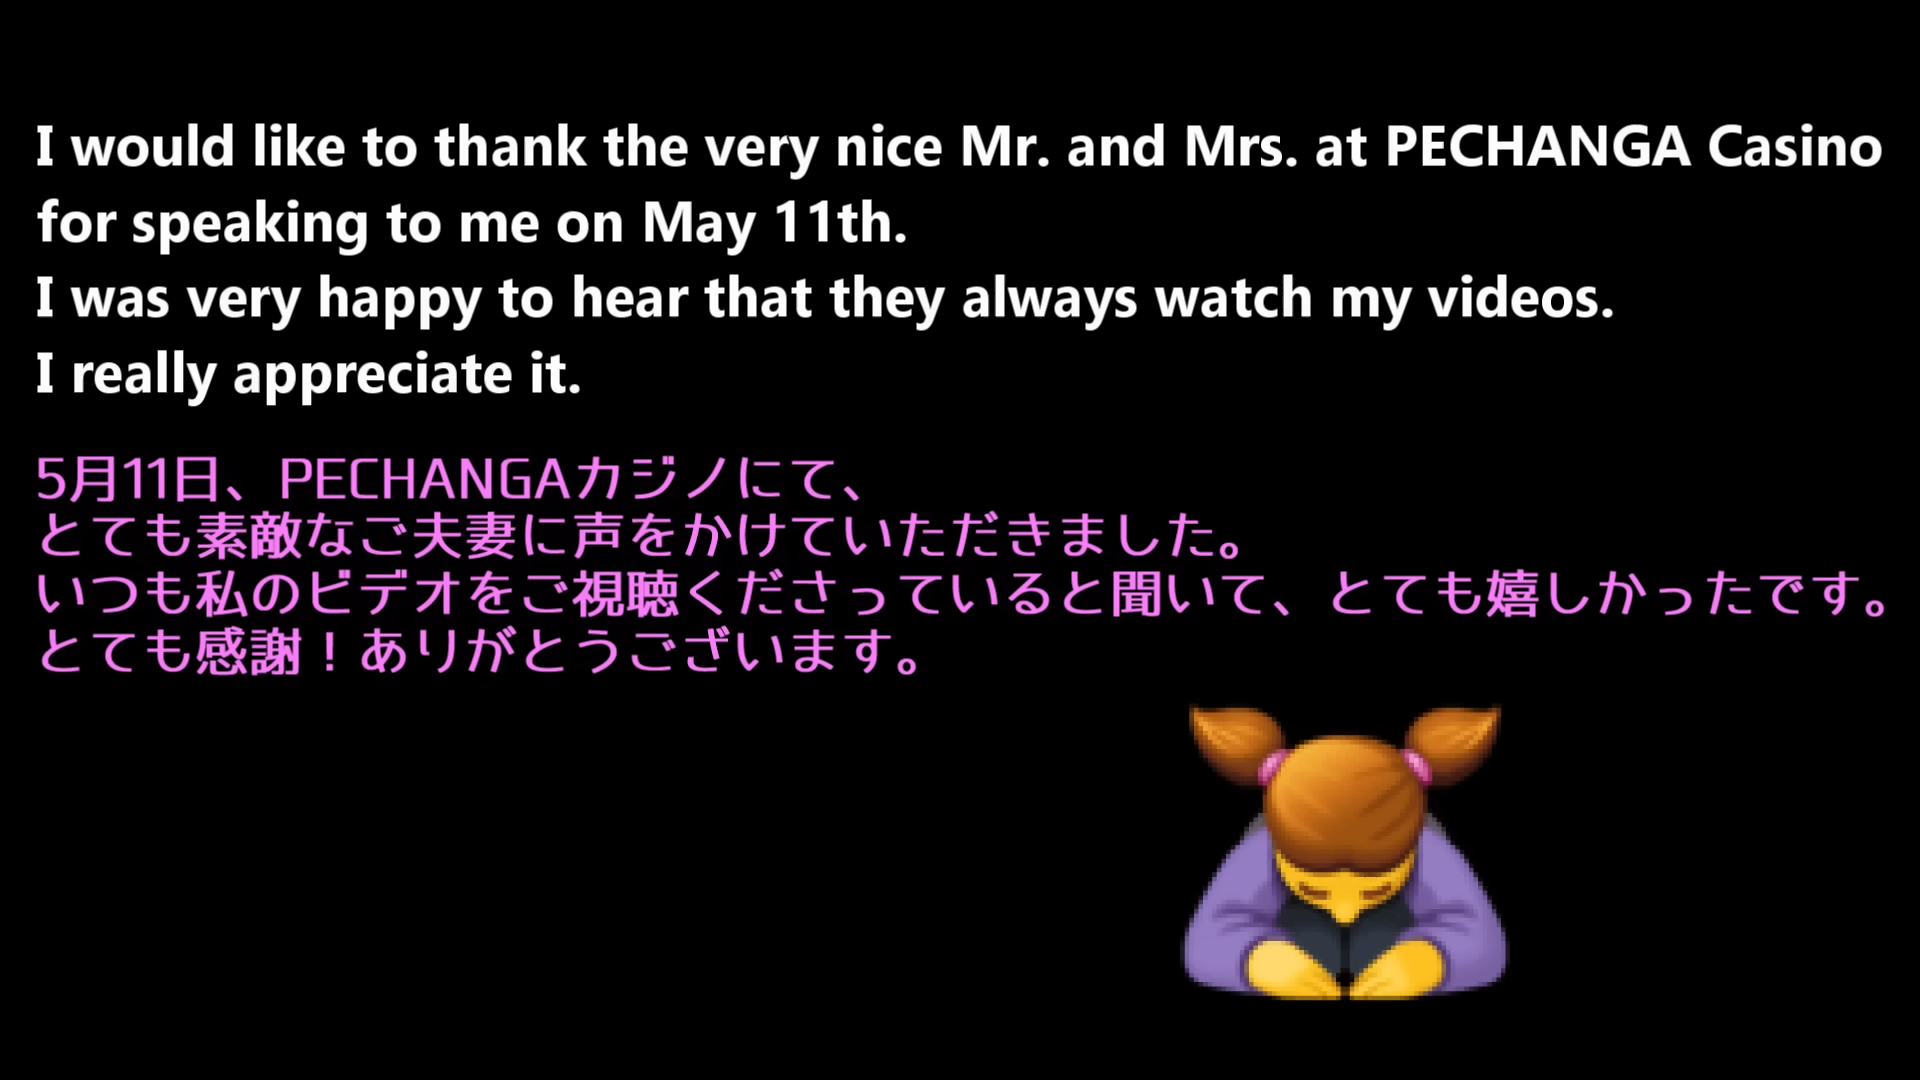 I would like to thank the very nice Mr. and Mrs. at PECHANGA Casino
for speaking to me on May 11th.
I was very happy to hear that they always watch my videos.
I really appreciate it.
5月11日、PECHANGAカジノにて、
とても素敵なご夫妻に声をかけていただきました。
いつも私のビデオをご視聴くださっていると聞いて、とても嬉しかったです。
とても感謝！ありがとうございます。